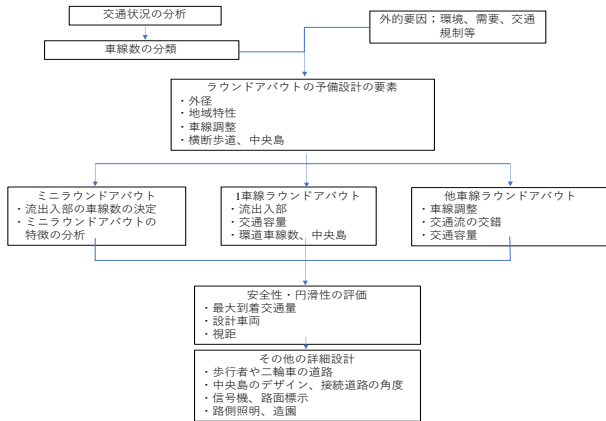 交通状況の分析
車線数の分類
外的要因；環境、需要、交通
規制等
ラウンドアバウトの予備設計の要素
・外径
・地域特性
・車線調整
・横断歩道、中央島
ミニラウンドアバウト
・流出入部の車線数の決定
・ミニラウンドアバウトの
特徴の分析
1車線ラウンドアバウト
・流出入部
・交通容量
・環道車線数、中央島
他車線ラウンドアバウト
・車線調整
・交通流の交錯
・交通容量
安全性・円滑性の評価
・最大到着交通量
・設計車両
・視距
その他の詳細設計
・歩行者や二輪車の道路
・中央島のデザイン、接続道路の角度
・信号機、路面標示
・路側照明、造園